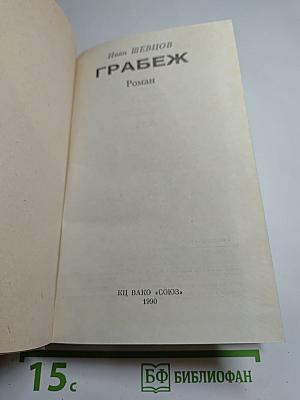 Иван ШЕВЦОВ
ГРАБЕЖ
Роман
КЦ ВАКО «СОЮЗ»
1990
15с
БФ БИБЛИОФАН